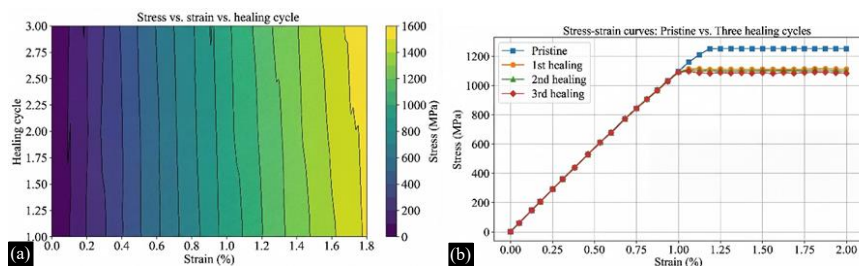 Stress vs. strain vs. healing cycle
3.00
2.75
2.50
2.25
2.00
1.75
1.50
1.25
1.00
Healing cycle
0.0 0.2 0.4 0.6 0.8 1.0 1.2 1.4 1.6 1.8
Strain (%)
1600
1400
1200
1000
800
600
400
200
0
Stress (MPa)
(a)
Stress-strain curves: Pristine vs. Three healing cycles
Pristine
1st healing
2nd healing
3rd healing
1200
1000
800
600
400
200
0
Stress (MPa)
0.00 0.25 0.50 0.75 1.00 1.25 1.50 1.75 2.00
Strain (%)
(b)